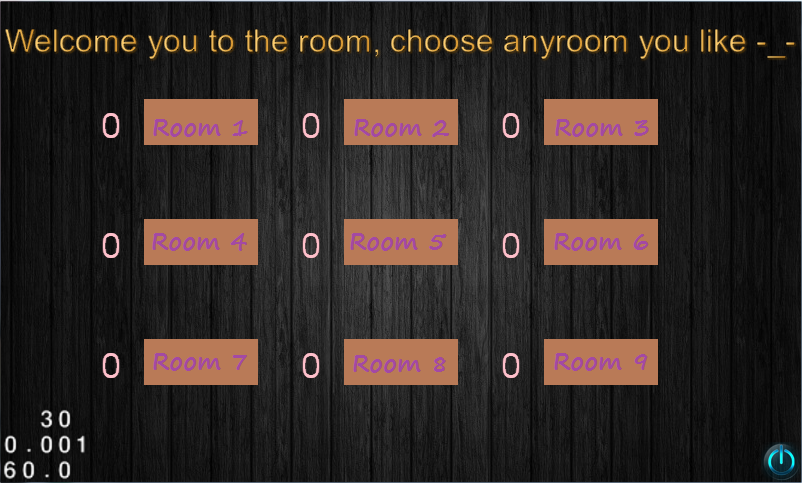 Welcome you to the room, choose anyroom you like -_-
0 Room 1 0 Room 2 0 Room 3
0 Room 4 0 Room 5 0 Room 6
0 Room 7 0 Room 8 0 Room 9
30
0.001
60.0